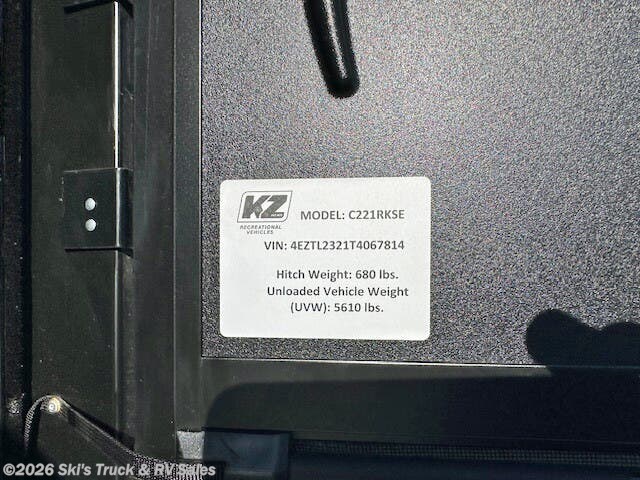 KZ
RECREATIONAL
VEHICLES
MODEL: C221RKSE
VIN: 4EZTL2321T4067814
Hitch Weight: 680 lbs.
Unloaded Vehicle Weight
(UVW): 5610 lbs.
©2026 Ski's Truck & RV Sales